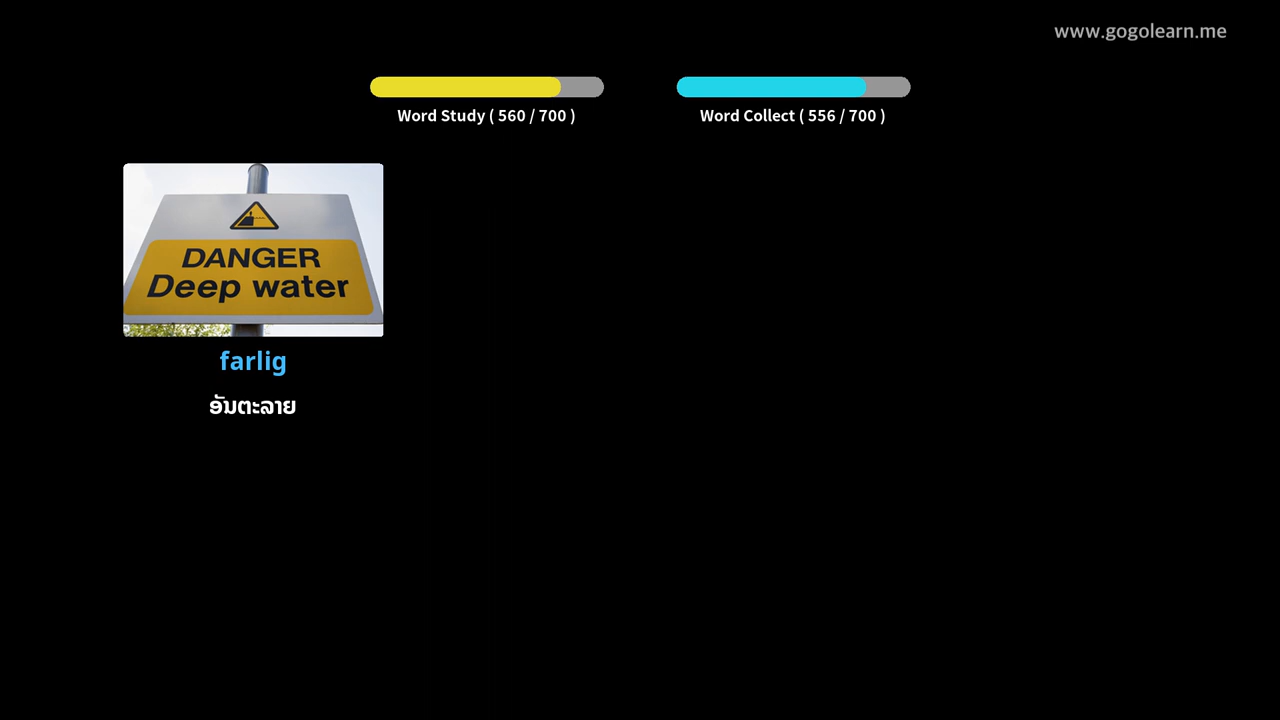 www.gogolearn.me
Word Study ( 560 / 700 )
Word Collect ( 556 / 700 )
DANGER
Deep water
farlig
ອັນຕະລາຍ